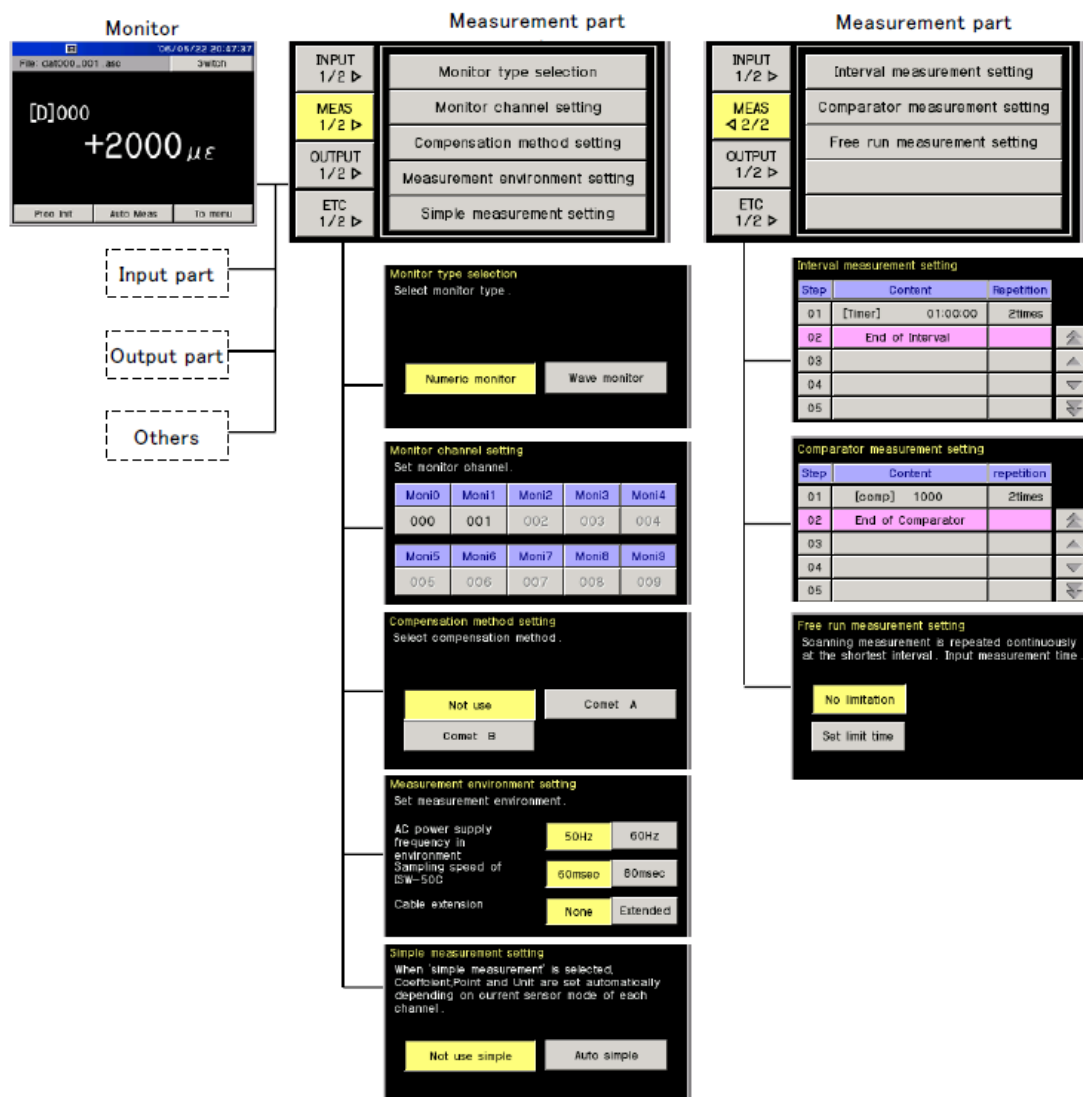 Monitor
'06/06/22 20:47:37
File: dat000_001 .asc
Switch
[D]000
+2000 με
Proc Init
Auto Meas
To menu
Input part
Output part
Others
Measurement part
INPUT
1/2 ▷
MEAS
1/2 ▷
OUTPUT
1/2 ▷
ETC
1/2 ▷
Monitor type selection
Monitor channel setting
Compensation method setting
Measurement environment setting
Simple measurement setting
Monitor type selection
Select monitor type .
Numeric monitor
Wave monitor
Monitor channel setting
Set monitor channel .
Moni0 Moni1 Moni2 Moni3 Moni4
000 001 002 003 004
Moni5 Moni6 Moni7 Moni8 Moni9
005 006 007 008 009
Compensation method setting
Select compensation method .
Not use
Comet A
Comet B
Measurement environment setting
Set measurement environment .
AC power supply
frequency in
environment
50Hz 60Hz
Sampling speed of
ISW-50C
60msec 80msec
Cable extension
None Extended
Simple measurement setting
When 'simple measurement' is selected,
Coefficient,Point and Unit are set automatically
depending on current sensor mode of each
channel .
Not use simple
Auto simple
Measurement part
INPUT
1/2 ▷
MEAS
◁ 2/2
OUTPUT
1/2 ▷
ETC
1/2 ▷
Interval measurement setting
Comparator measurement setting
Free run measurement setting
Interval measurement setting
Step Content Repetition
01 [Timer] 01:00:00 2times
02 End of Interval
03
04
05
Comparator measurement setting
Step Content repetition
01 [comp] 1000 2times
02 End of Comparator
03
04
05
Free run measurement setting
Scanning measurement is repeated continuously
at the shortest interval . Input measurement time .
No limitation
Set limit time